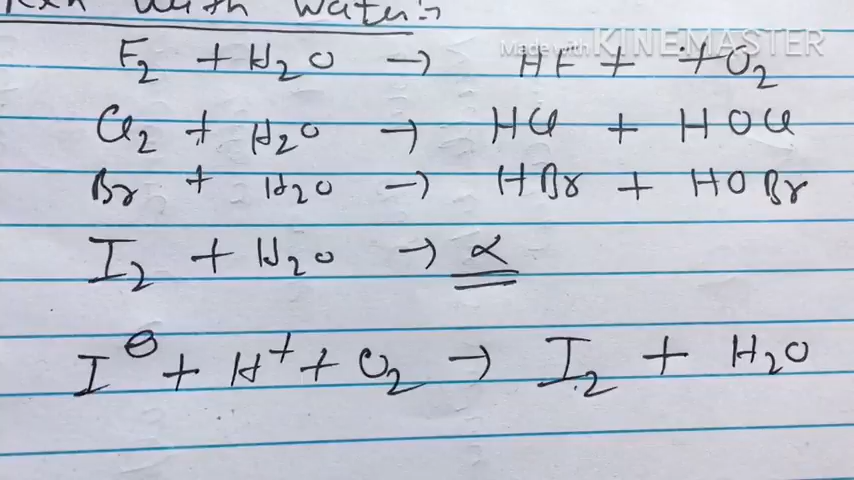 Rxn with water:-
Made with KINEMASTER
F₂ + H₂O → HF + + O₂
Cl₂ + H₂O → HCl + HOCl
Br + H₂O → HBr + HOBr
I₂ + H₂O → ×
I⊖ + H⁺ + O₂ → I₂ + H₂O